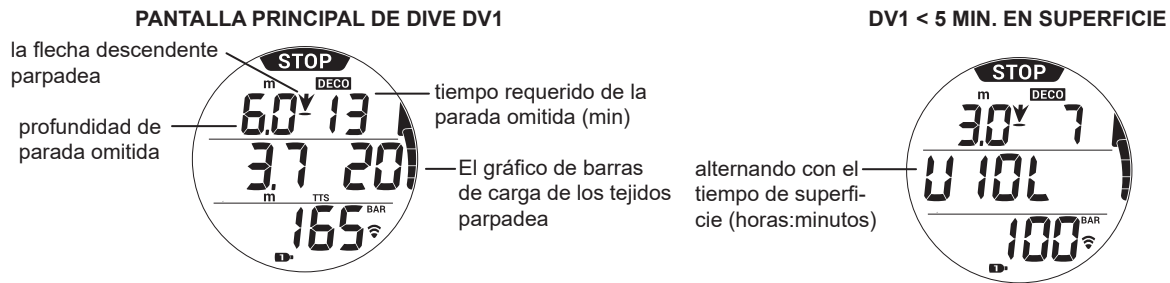 PANTALLA PRINCIPAL DE DIVE DV1
la flecha descendente
parpadea
profundidad de
parada omitida
STOP
m DECO
6.0 13
3.7 20
m TTS
165 BAR
1
tiempo requerido de la
parada omitida (min)
El gráfico de barras
de carga de los tejidos
parpadea
DV1 < 5 MIN. EN SUPERFICIE
alternando con el
tiempo de superfi-
cie (horas:minutos)
STOP
m DECO
3.0 7
U IOL
100 BAR
1